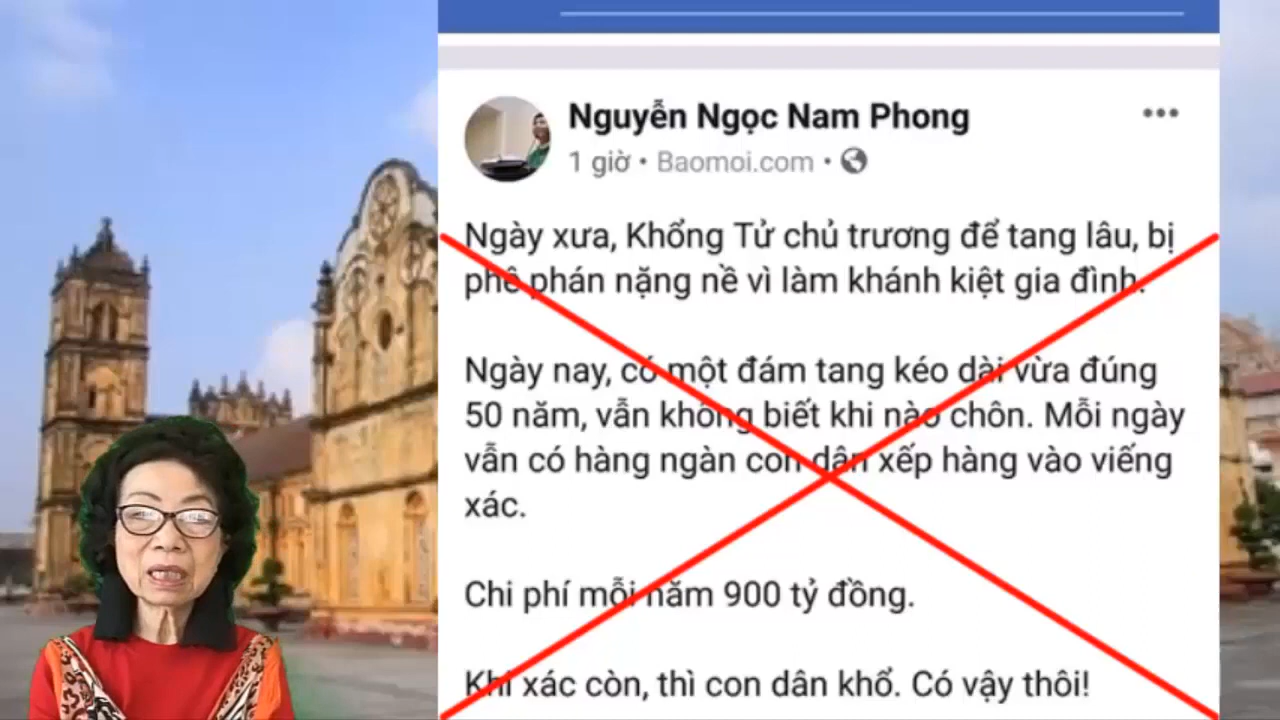 Nguyễn Ngọc Nam Phong
1 giờ • Baomoi.com •
Ngày xưa, Khổng Tử chủ trương để tang lâu, bị
phê phán nặng nề vì làm khánh kiệt gia đình.
Ngày nay, có một đám tang kéo dài vừa đúng
50 năm, vẫn không biết khi nào chôn. Mỗi ngày
vẫn có hàng ngàn con dân xếp hàng vào viếng
xác.
Chi phí mỗi năm 900 tỷ đồng.
Khi xác còn, thì con dân khổ. Có vậy thôi!